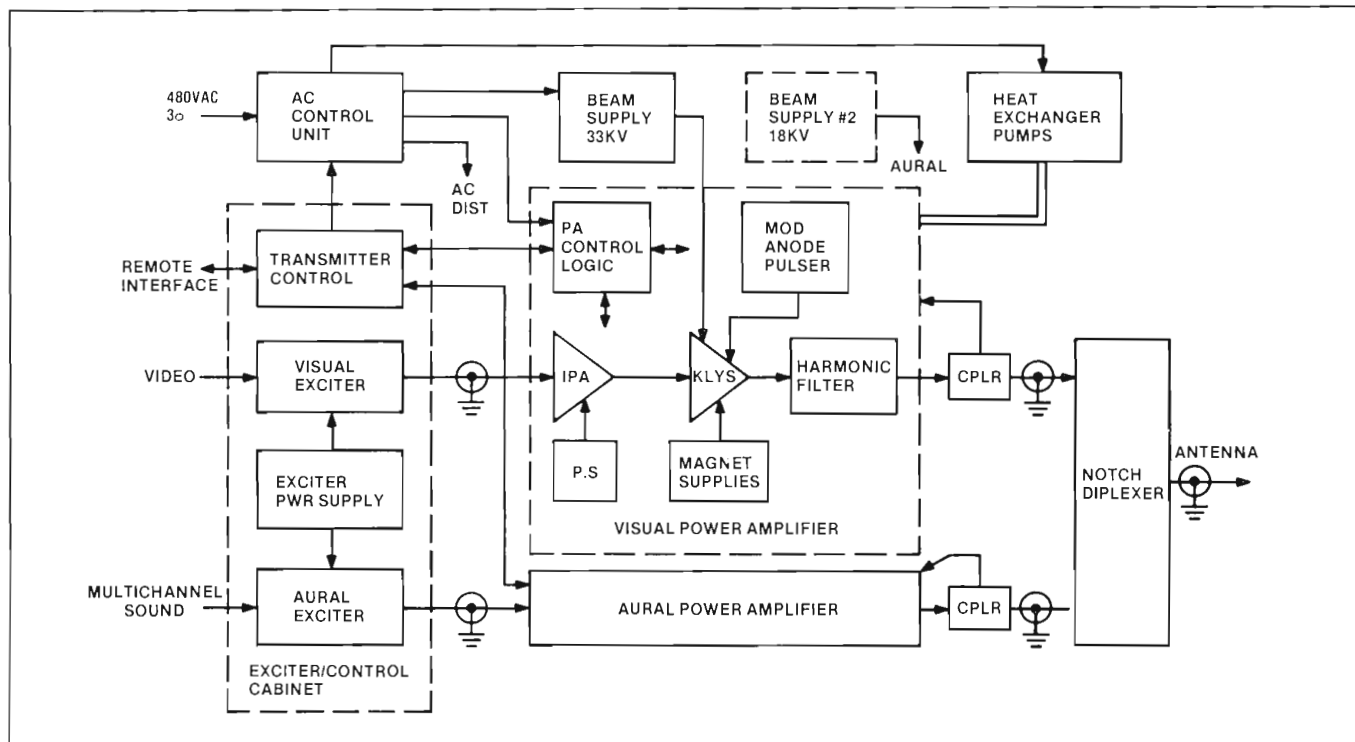 480VAC
3○
AC
CONTROL
UNIT
BEAM
SUPPLY
33KV
BEAM
SUPPLY #2
18KV
HEAT
EXCHANGER
PUMPS
AC
DIST
AURAL
REMOTE
INTERFACE
TRANSMITTER
CONTROL
PA
CONTROL
LOGIC
MOD
ANODE
PULSER
VIDEO
VISUAL
EXCITER
IPA
KLYS
HARMONIC
FILTER
CPLR
EXCITER
PWR SUPPLY
P.S
MAGNET
SUPPLIES
VISUAL POWER AMPLIFIER
NOTCH
DIPLEXER
ANTENNA
MULTICHANNEL
SOUND
AURAL
EXCITER
AURAL POWER AMPLIFIER
CPLR
EXCITER/CONTROL
CABINET